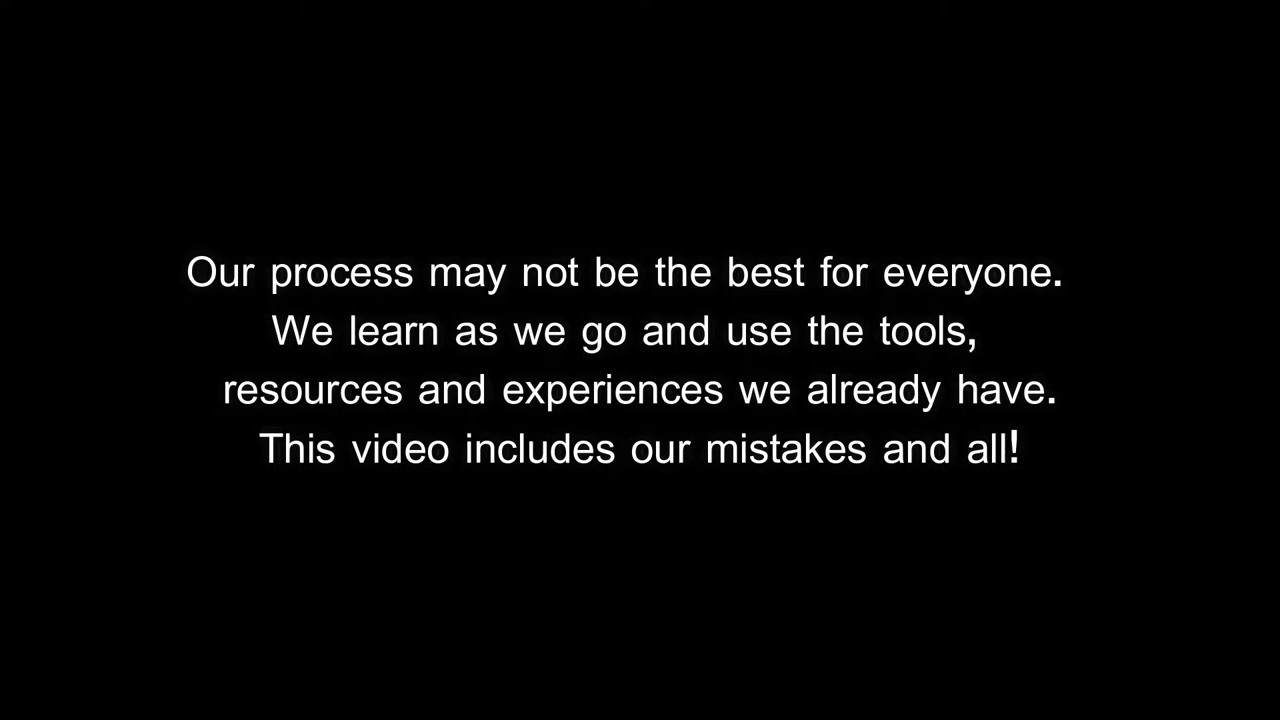 Our process may not be the best for everyone.
We learn as we go and use the tools,
resources and experiences we already have.
This video includes our mistakes and all!